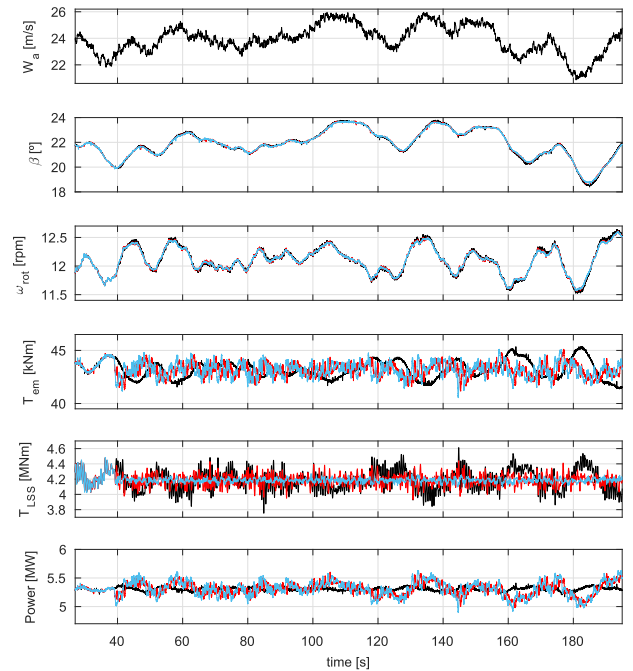 W_a [m/s]
26
24
22
β [º]
24
22
20
18
ω_rot [rpm]
12.5
12
11.5
T_em [kNm]
45
40
T_LSS [MNm]
4.6
4.4
4.2
4
3.8
Power [MW]
6
5.5
5
40 60 80 100 120 140 160 180
time [s]